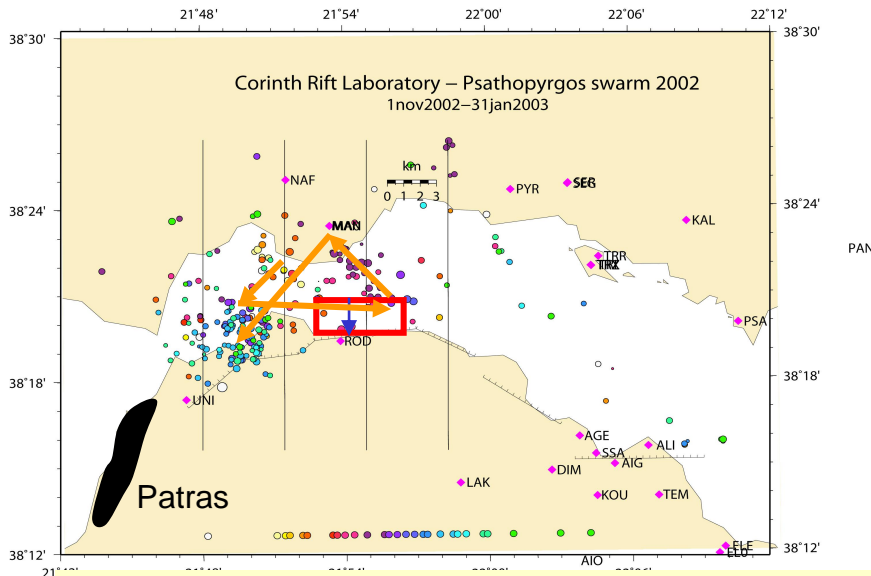 21˚48' 21˚54' 22˚00' 22˚06' 22˚12'
38˚30' 38˚30'
Corinth Rift Laboratory − Psathopyrgos swarm 2002
1nov2002−31jan2003
km
0 1 2 3
NAF
PYR
KAL
38˚24' 38˚24'
TRR
PAN
PSA
ROD
38˚18' 38˚18'
UNI
AGE
SSA
ALI
AIG
DIM
LAK
KOU
TEM
Patras
38˚12' 38˚12'
ELE
AIO